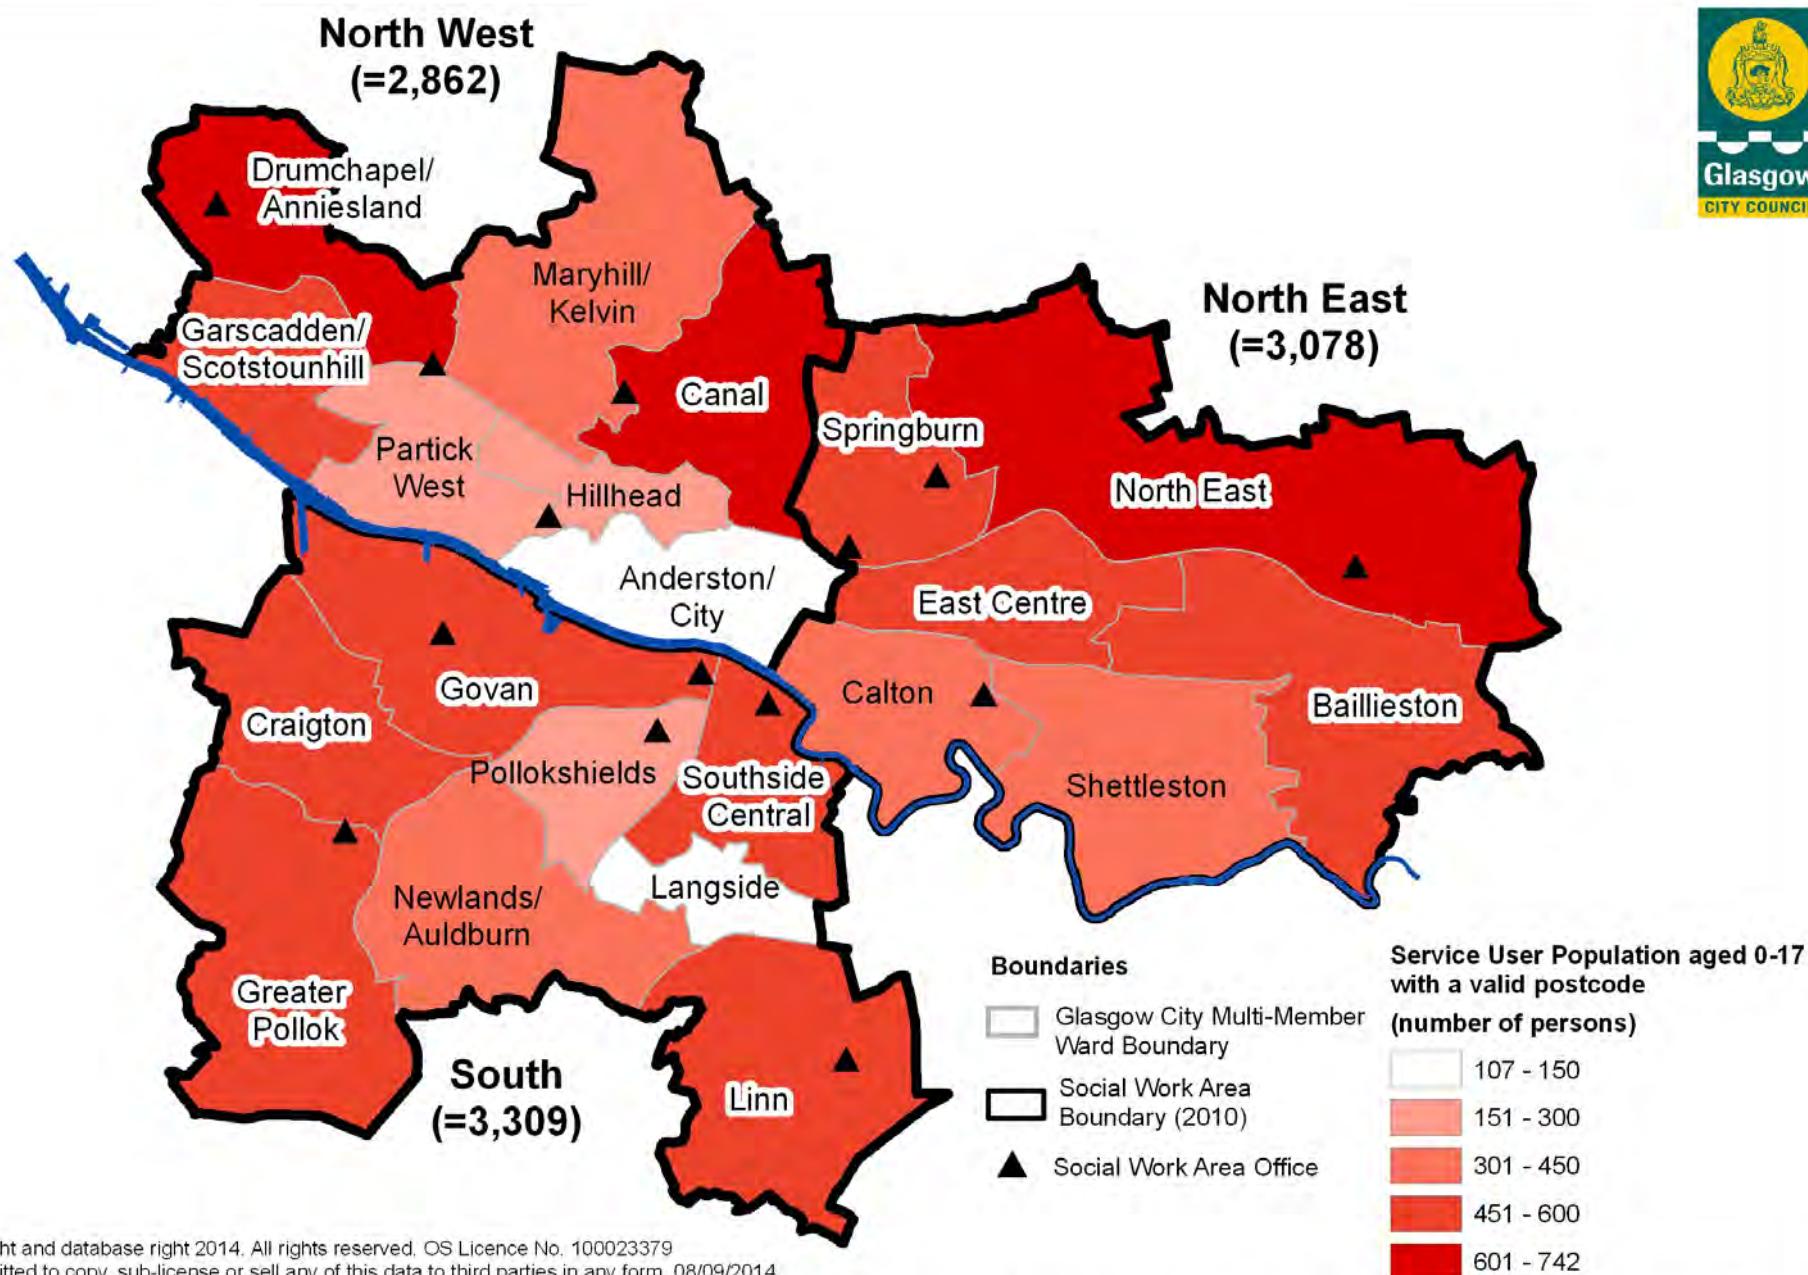 North West
(=2,862)
Drumchapel/
Anniesland
Maryhill/
Kelvin
Garscadden/
Scotstounhill
Canal
Partick
West
Hillhead
Anderston/
City
North East
(=3,078)
Springburn
North East
East Centre
Calton
Baillieston
Shettleston
Govan
Craigton
Pollokshields
Southside
Central
Langside
Newlands/
Auldburn
Greater
Pollok
Linn
South
(=3,309)
Glasgow
CITY COUNCI
Boundaries
Glasgow City Multi-Member
Ward Boundary
Social Work Area
Boundary (2010)
Social Work Area Office
Service User Population aged 0-17
with a valid postcode
(number of persons)
107 - 150
151 - 300
301 - 450
451 - 600
601 - 742
ht and database right 2014. All rights reserved. OS Licence No. 100023379
itted to copy, sub-license or sell any of this data to third parties in any form. 08/09/2014